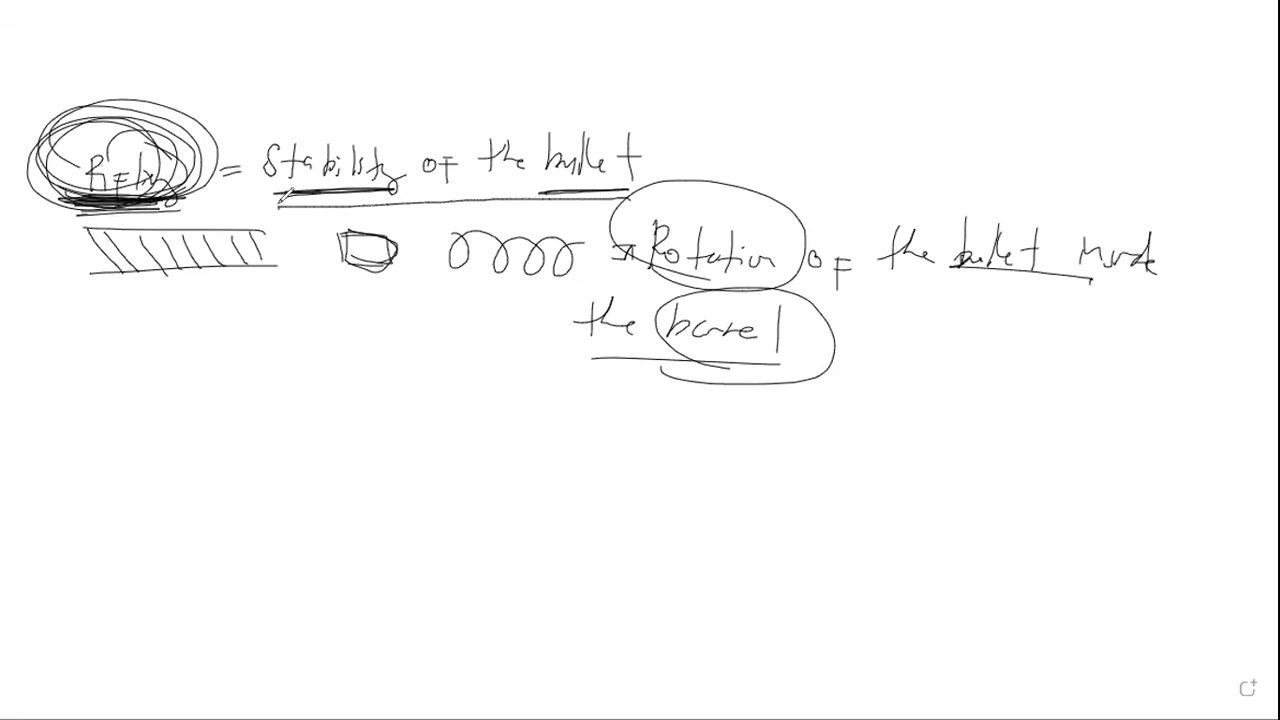 Rifling = Stability OF the bullet
⇒ Rotation OF the bullet inside
the barrel